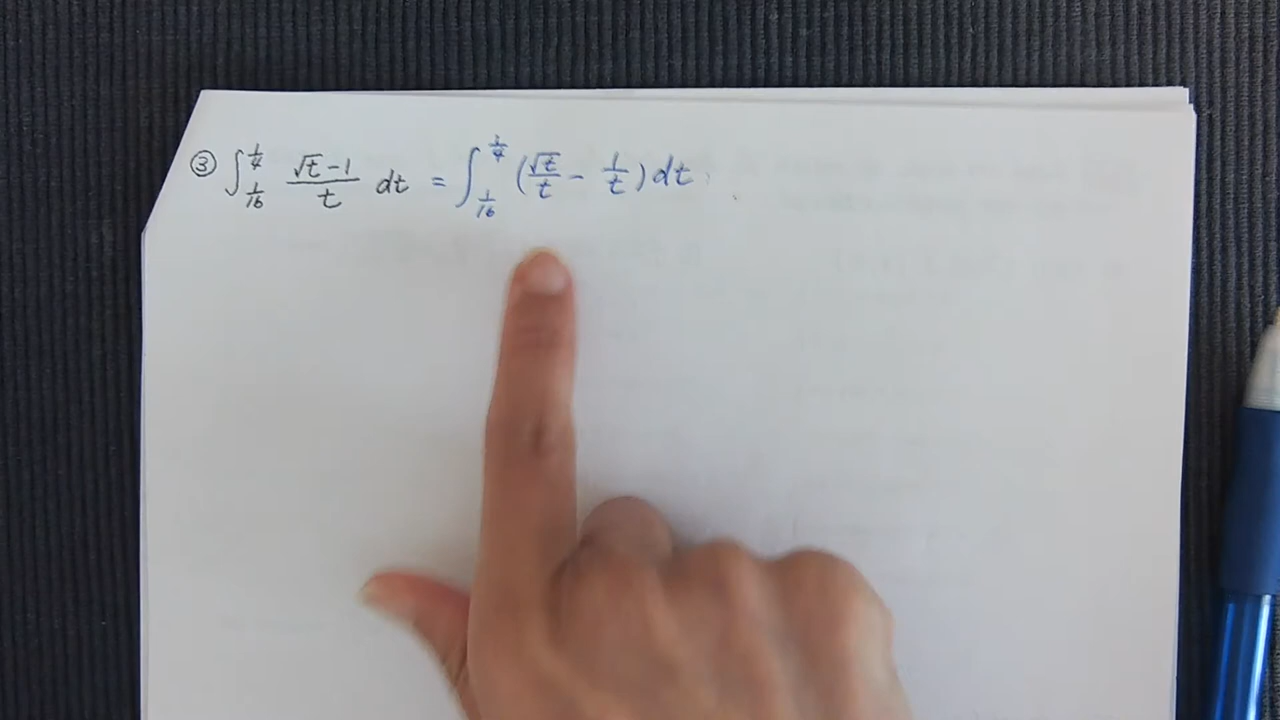 ③ ∫_{1/16}^{1/4} (√t-1)/t dt = ∫_{1/16}^{1/4} (√t/t - 1/t) dt